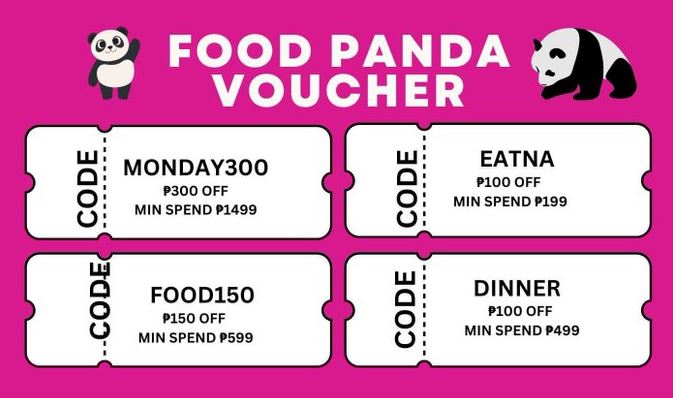 FOOD PANDA
VOUCHER
CODE
MONDAY300
₱300 OFF
MIN SPEND ₱1499
CODE
EATNA
₱100 OFF
MIN SPEND ₱199
CODE
FOOD150
₱150 OFF
MIN SPEND ₱599
CODE
DINNER
₱100 OFF
MIN SPEND ₱499